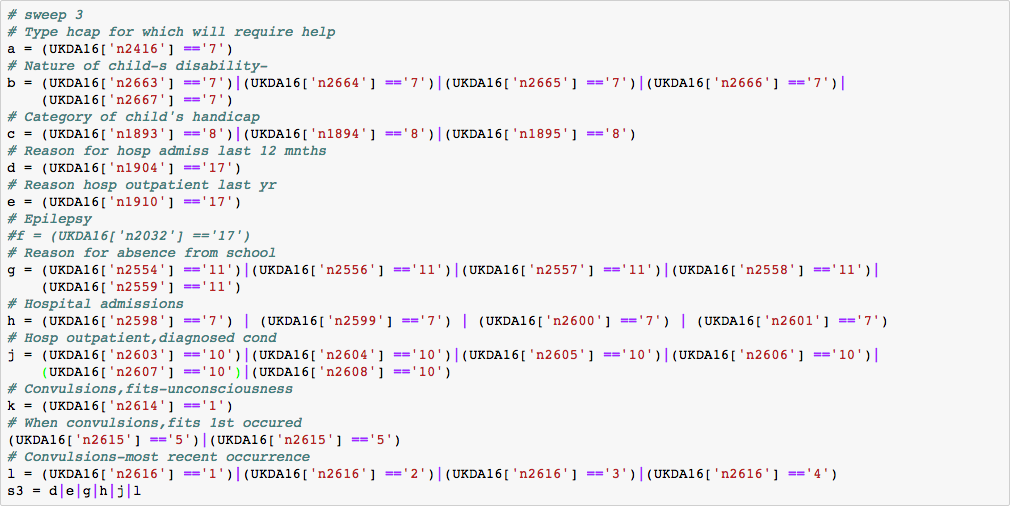 # sweep 3
# Type hcap for which will require help
a = (UKDA16['n2416'] =='7')
# Nature of child-s disability-
b = (UKDA16['n2663'] =='7')|(UKDA16['n2664'] =='7')|(UKDA16['n2665'] =='7')|(UKDA16['n2666'] =='7')|
    (UKDA16['n2667'] =='7')
# Category of child's handicap
c = (UKDA16['n1893'] =='8')|(UKDA16['n1894'] =='8')|(UKDA16['n1895'] =='8')
# Reason for hosp admiss last 12 mnths
d = (UKDA16['n1904'] =='17')
# Reason hosp outpatient last yr
e = (UKDA16['n1910'] =='17')
# Epilepsy
#f = (UKDA16['n2032'] =='17')
# Reason for absence from school
g = (UKDA16['n2554'] =='11')|(UKDA16['n2556'] =='11')|(UKDA16['n2557'] =='11')|(UKDA16['n2558'] =='11')|
    (UKDA16['n2559'] =='11')
# Hospital admissions
h = (UKDA16['n2598'] =='7') | (UKDA16['n2599'] =='7') | (UKDA16['n2600'] =='7') | (UKDA16['n2601'] =='7')
# Hosp outpatient,diagnosed cond
j = (UKDA16['n2603'] =='10')|(UKDA16['n2604'] =='10')|(UKDA16['n2605'] =='10')|(UKDA16['n2606'] =='10')|
    (UKDA16['n2607'] =='10')|(UKDA16['n2608'] =='10')
# Convulsions,fits-unconsciousness
k = (UKDA16['n2614'] =='1')
# When convulsions,fits 1st occured
(UKDA16['n2615'] =='5')|(UKDA16['n2615'] =='5')
# Convulsions-most recent occurrence
l = (UKDA16['n2616'] =='1')|(UKDA16['n2616'] =='2')|(UKDA16['n2616'] =='3')|(UKDA16['n2616'] =='4')
s3 = d|e|g|h|j|l